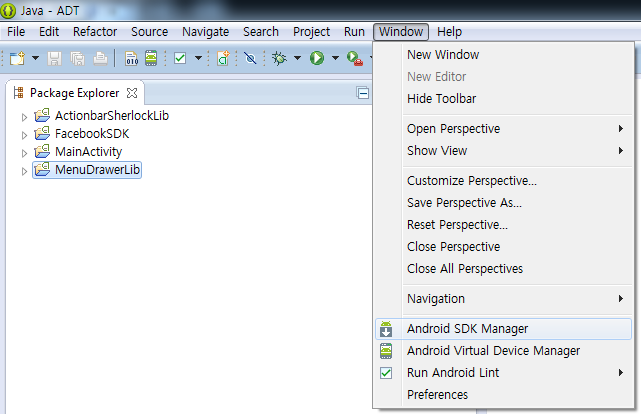 Java - ADT
File Edit Refactor Source Navigate Search Project Run Window Help
Package Explorer
ActionbarSherlockLib
FacebookSDK
MainActivity
MenuDrawerLib
New Window
New Editor
Hide Toolbar
Open Perspective
Show View
Customize Perspective...
Save Perspective As...
Reset Perspective...
Close Perspective
Close All Perspectives
Navigation
Android SDK Manager
Android Virtual Device Manager
Run Android Lint
Preferences